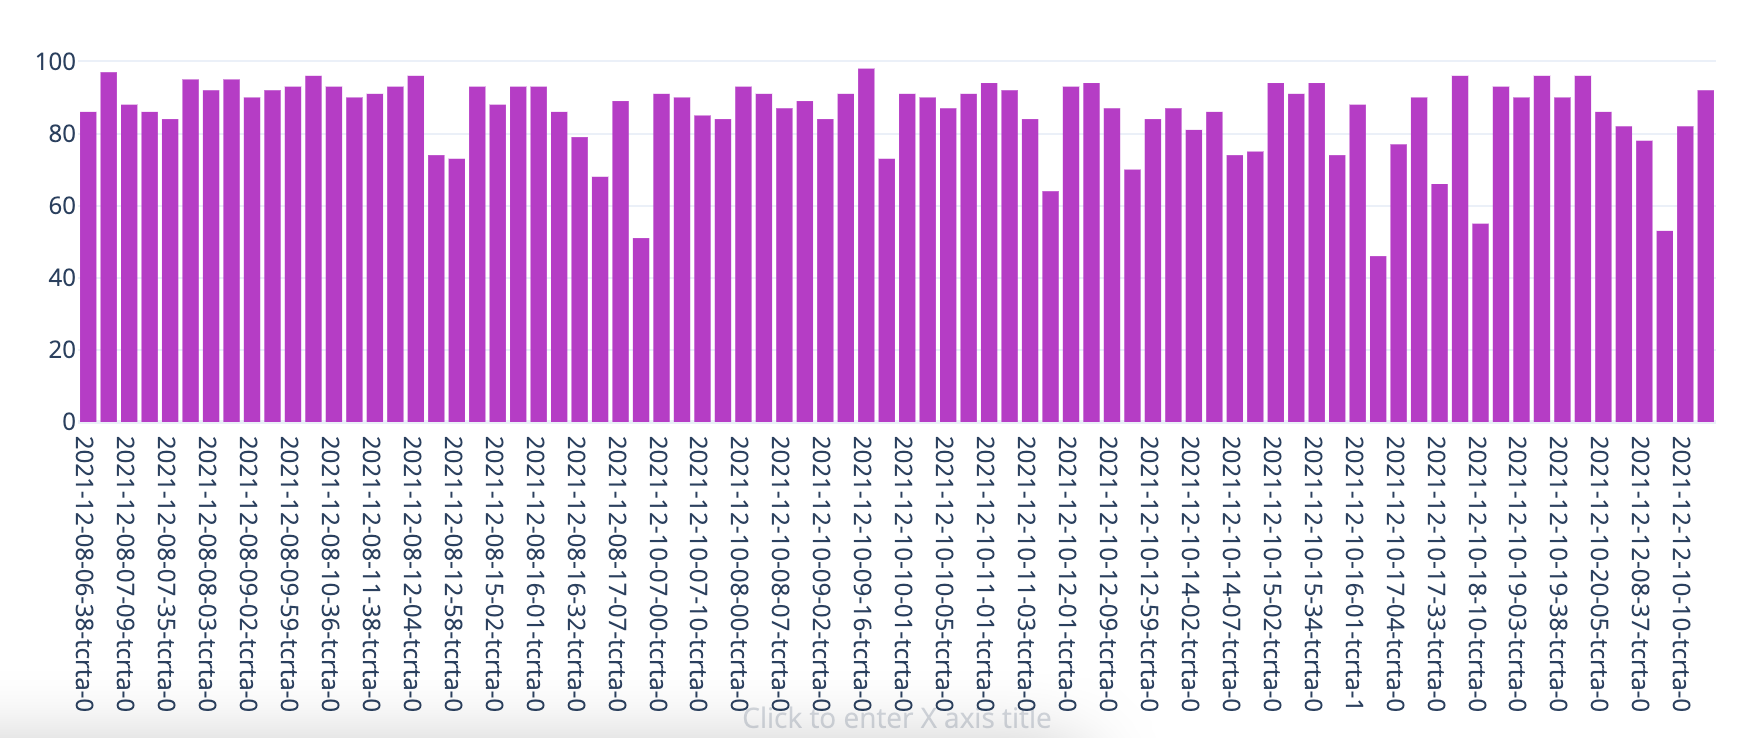 100
80
60
40
20
0
2021-12-08-06-38-tcrta-0
2021-12-08-07-09-tcrta-0
2021-12-08-07-35-tcrta-0
2021-12-08-08-03-tcrta-0
2021-12-08-09-02-tcrta-0
2021-12-08-09-59-tcrta-0
2021-12-08-10-36-tcrta-0
2021-12-08-11-38-tcrta-0
2021-12-08-12-04-tcrta-0
2021-12-08-12-58-tcrta-0
2021-12-08-15-02-tcrta-0
2021-12-08-16-01-tcrta-0
2021-12-08-16-32-tcrta-0
2021-12-08-17-07-tcrta-0
2021-12-10-07-00-tcrta-0
2021-12-10-07-10-tcrta-0
2021-12-10-08-00-tcrta-0
2021-12-10-08-07-tcrta-0
2021-12-10-09-02-tcrta-0
2021-12-10-09-16-tcrta-0
2021-12-10-10-01-tcrta-0
2021-12-10-10-05-tcrta-0
2021-12-10-11-01-tcrta-0
2021-12-10-11-03-tcrta-0
2021-12-10-12-01-tcrta-0
2021-12-10-12-09-tcrta-0
2021-12-10-12-59-tcrta-0
2021-12-10-14-02-tcrta-0
2021-12-10-14-07-tcrta-0
2021-12-10-15-02-tcrta-0
2021-12-10-15-34-tcrta-0
2021-12-10-16-01-tcrta-1
2021-12-10-17-04-tcrta-0
2021-12-10-17-33-tcrta-0
2021-12-10-18-10-tcrta-0
2021-12-10-19-03-tcrta-0
2021-12-10-19-38-tcrta-0
2021-12-10-20-05-tcrta-0
2021-12-12-08-37-tcrta-0
2021-12-12-10-10-tcrta-0
Click to enter X axis title